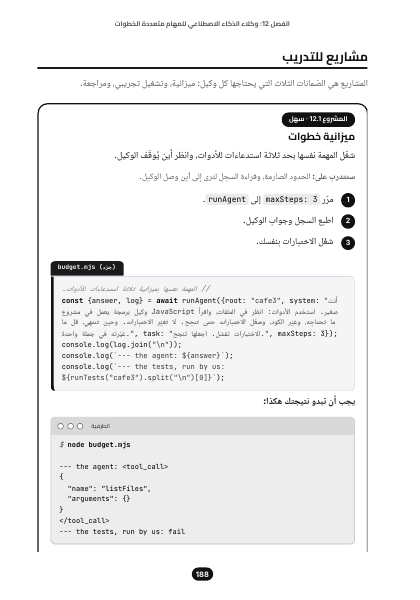 الفصل 12: وكلاء الذكاء الاصطناعي للمهام متعددة الخطوات
مشاريع للتدريب
المشاريع هي الضمانات الثلاث التي يحتاجها كل وكيل: ميزانية، وتشغيل تجريبي، ومراجعة.
المشروع 12.1 · سهل
ميزانية خطوات
شغّل المهمة نفسها بحد ثلاثة استدعاءات للأدوات، وانظر أين يُوقَف الوكيل.
ستتدرب على: الحدود الصارمة، وقراءة السجل لترى إلى أين وصل الوكيل.
1 مرّر maxSteps: 3 إلى runAgent.
2 اطبع السجل وجواب الوكيل.
3 شغّل الاختبارات بنفسك.
budget.mjs (جزء)
// المهمة نفسها بميزانية ثلاثة استدعاءات للأدوات.
const {answer, log} = await runAgent({root: "cafe3", system: "أنت
وكيل برمجة يعمل في مشروع JavaScript صغير. استخدم الأدوات: انظر في الملفات، واقرأ
ما تحتاجه، وغيّر الكود، وشغّل الاختبارات حتى تنجح. لا تغيّر الاختبارات. وحين تنتهي، قل ما
غيّرته في جملة واحدة.", task: "الاختبارات تفشل. اجعلها تنجح.", maxSteps: 3});
console.log(log.join("\n"));
console.log(`--- the agent: ${answer}`);
console.log(`--- the tests, run by us:
${runTests("cafe3").split("\n")[0]}`);
يجب أن تبدو نتيجتك هكذا:
الطرفية
$ node budget.mjs
--- the agent: <tool_call>
{
"name": "listFiles",
"arguments": {}
}
</tool_call>
--- the tests, run by us: fail
188